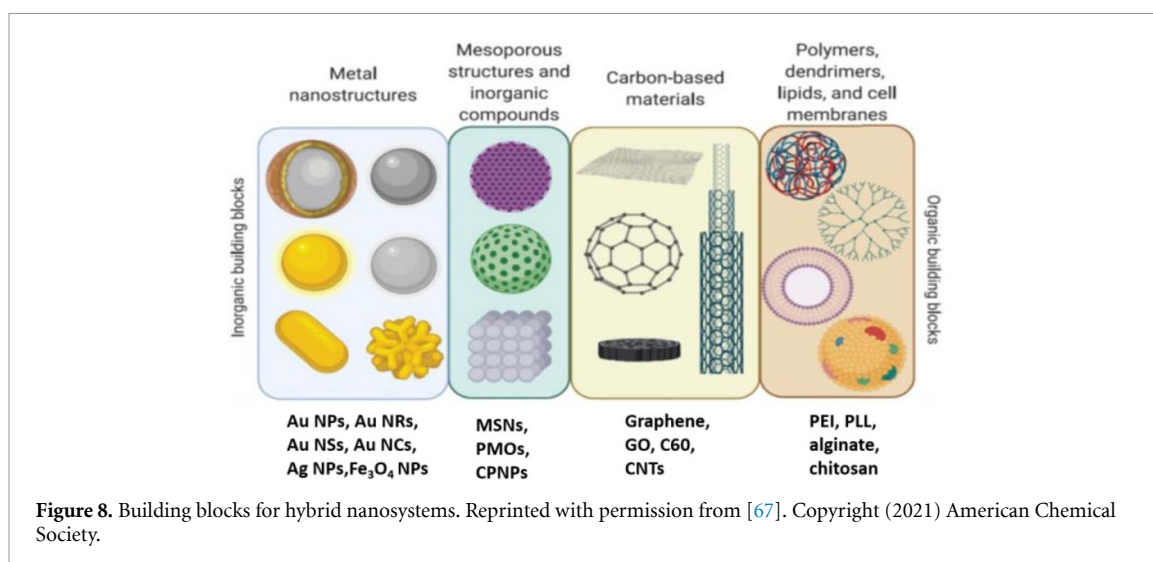 Metal
nanostructures
Mesoporous
structures and
inorganic
compounds
Carbon-based
materials
Polymers,
dendrimers,
lipids, and cell
membranes
Inorganic building blocks
Organic building blocks
Au NPs, Au NRs,
Au NSs, Au NCs,
Ag NPs,Fe₃O₄ NPs
MSNs,
PMOs,
CPNPs
Graphene,
GO, C60,
CNTs
PEI, PLL,
alginate,
chitosan
Figure 8. Building blocks for hybrid nanosystems. Reprinted with permission from [67]. Copyright (2021) American Chemical
Society.